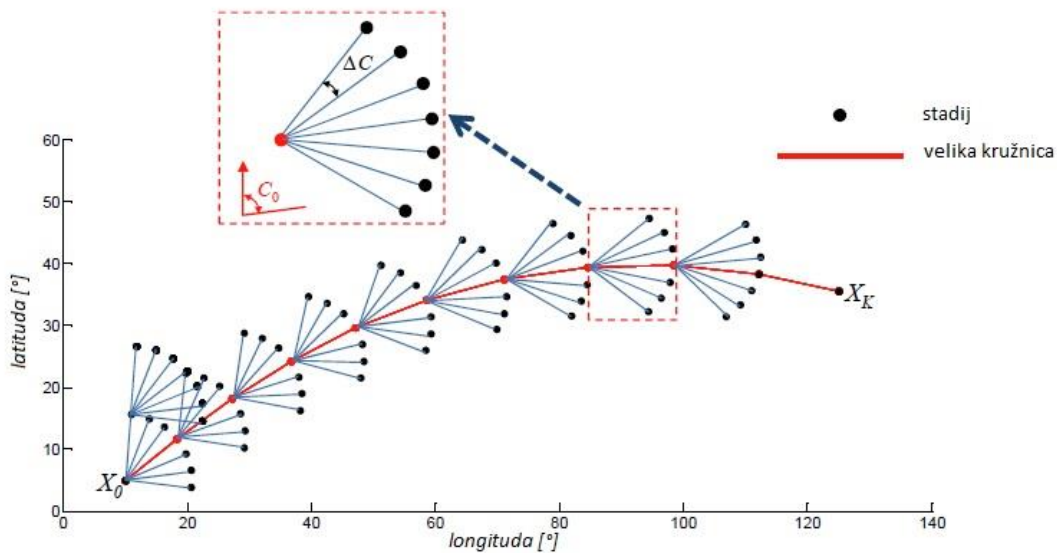 ΔC
C₀
stadij
velika kružnica
60
50
40
30
20
10
0
latituda [°]
X₀
X_K
0 20 40 60 80 100 120 140
longituda [°]